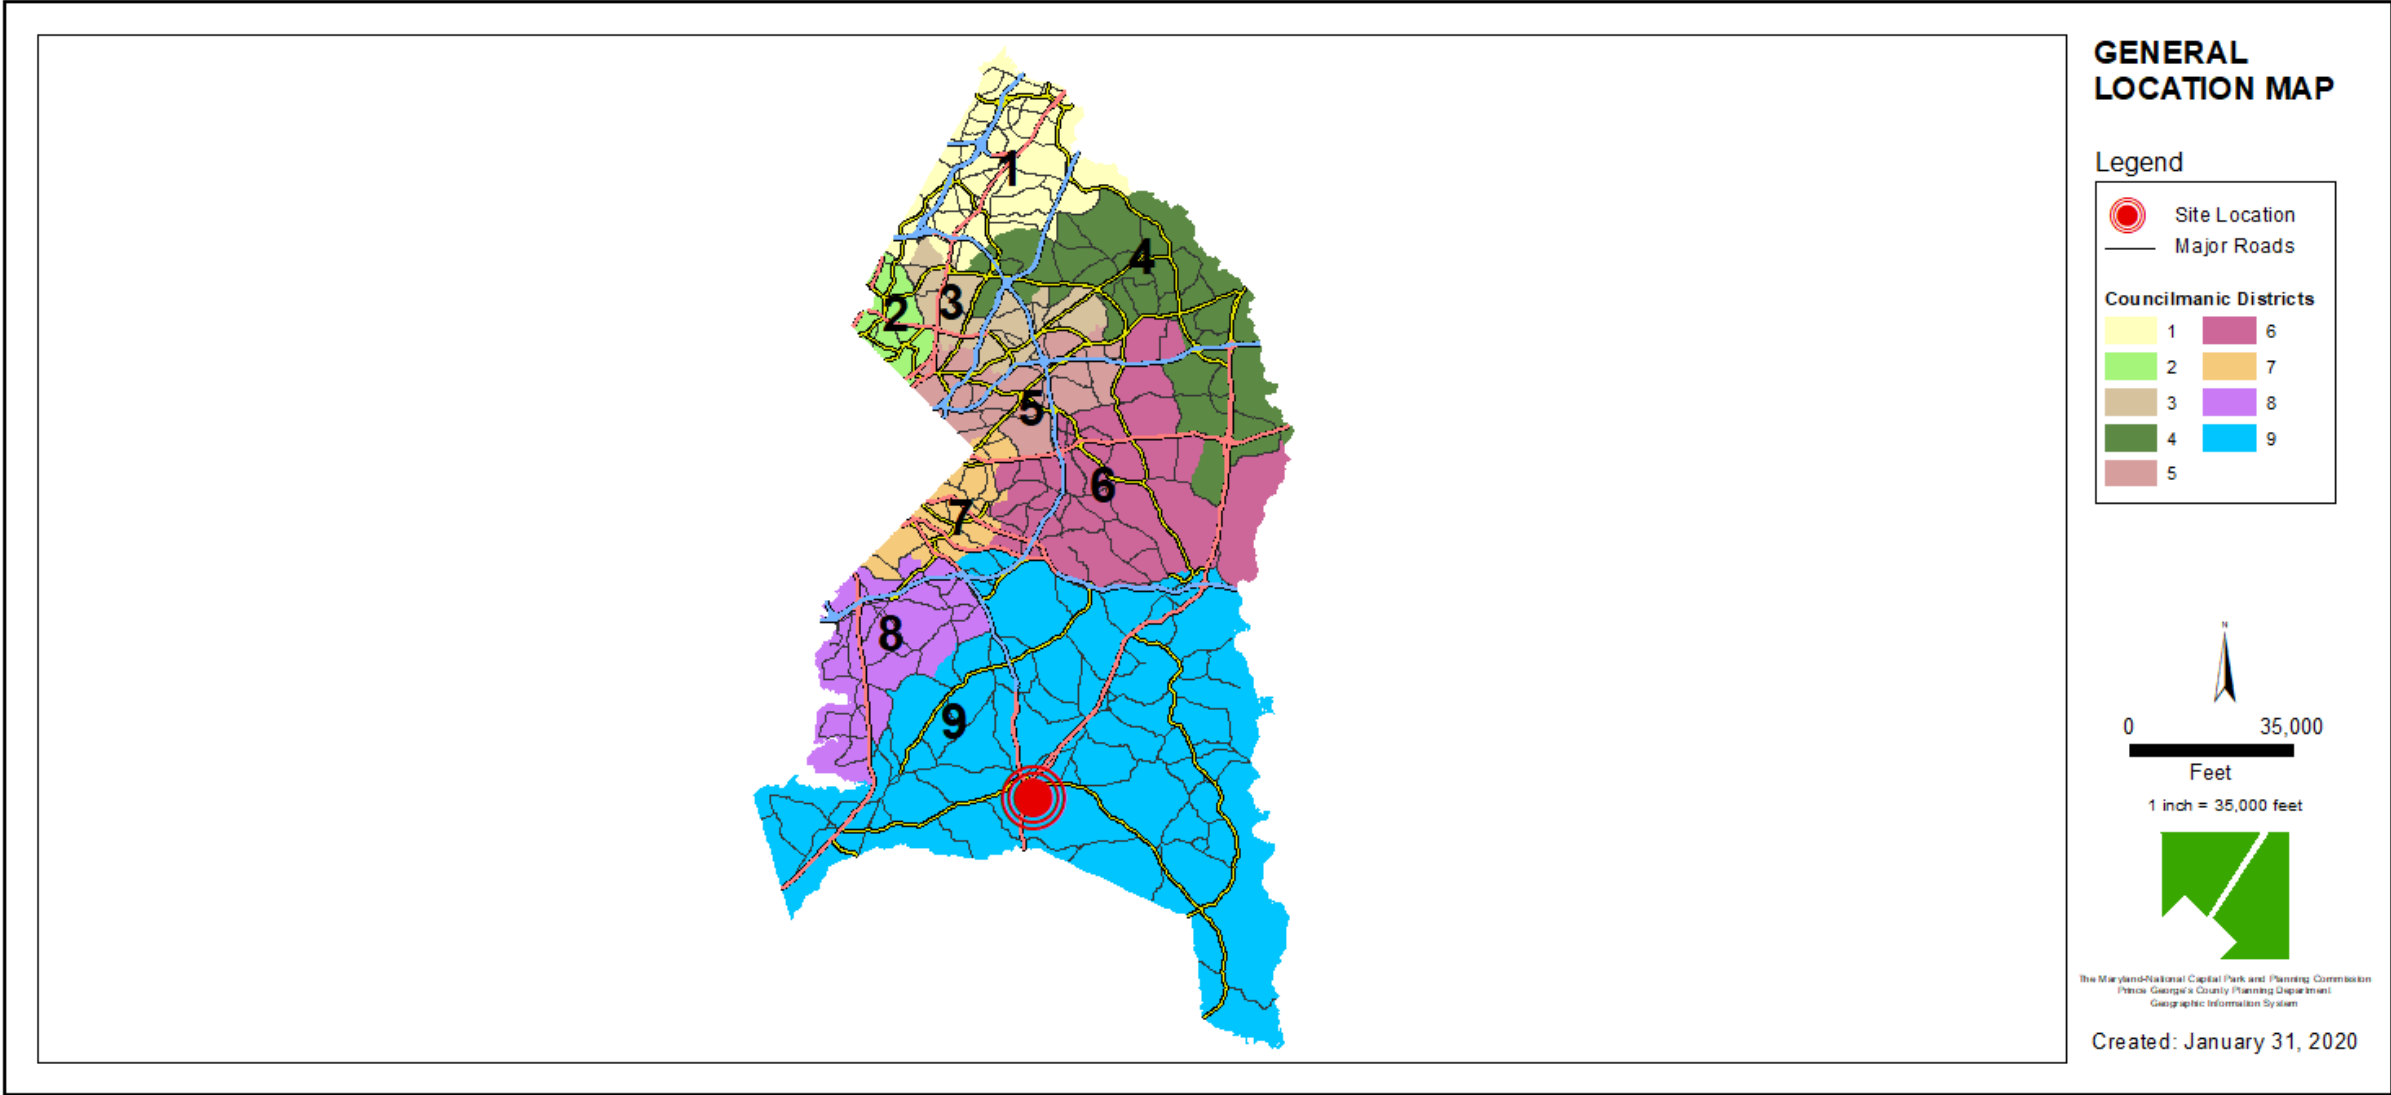 GENERAL
LOCATION MAP
Legend
Site Location
Major Roads
Councilmanic Districts
1 6
2 7
3 8
4 9
5
1
4
3
2
5
6
7
8
9
N
0 35,000
Feet
1 inch = 35,000 feet
The Maryland-National Capital Park and Planning Commission
Prince George's County Planning Department
Geographic Information System
Created: January 31, 2020